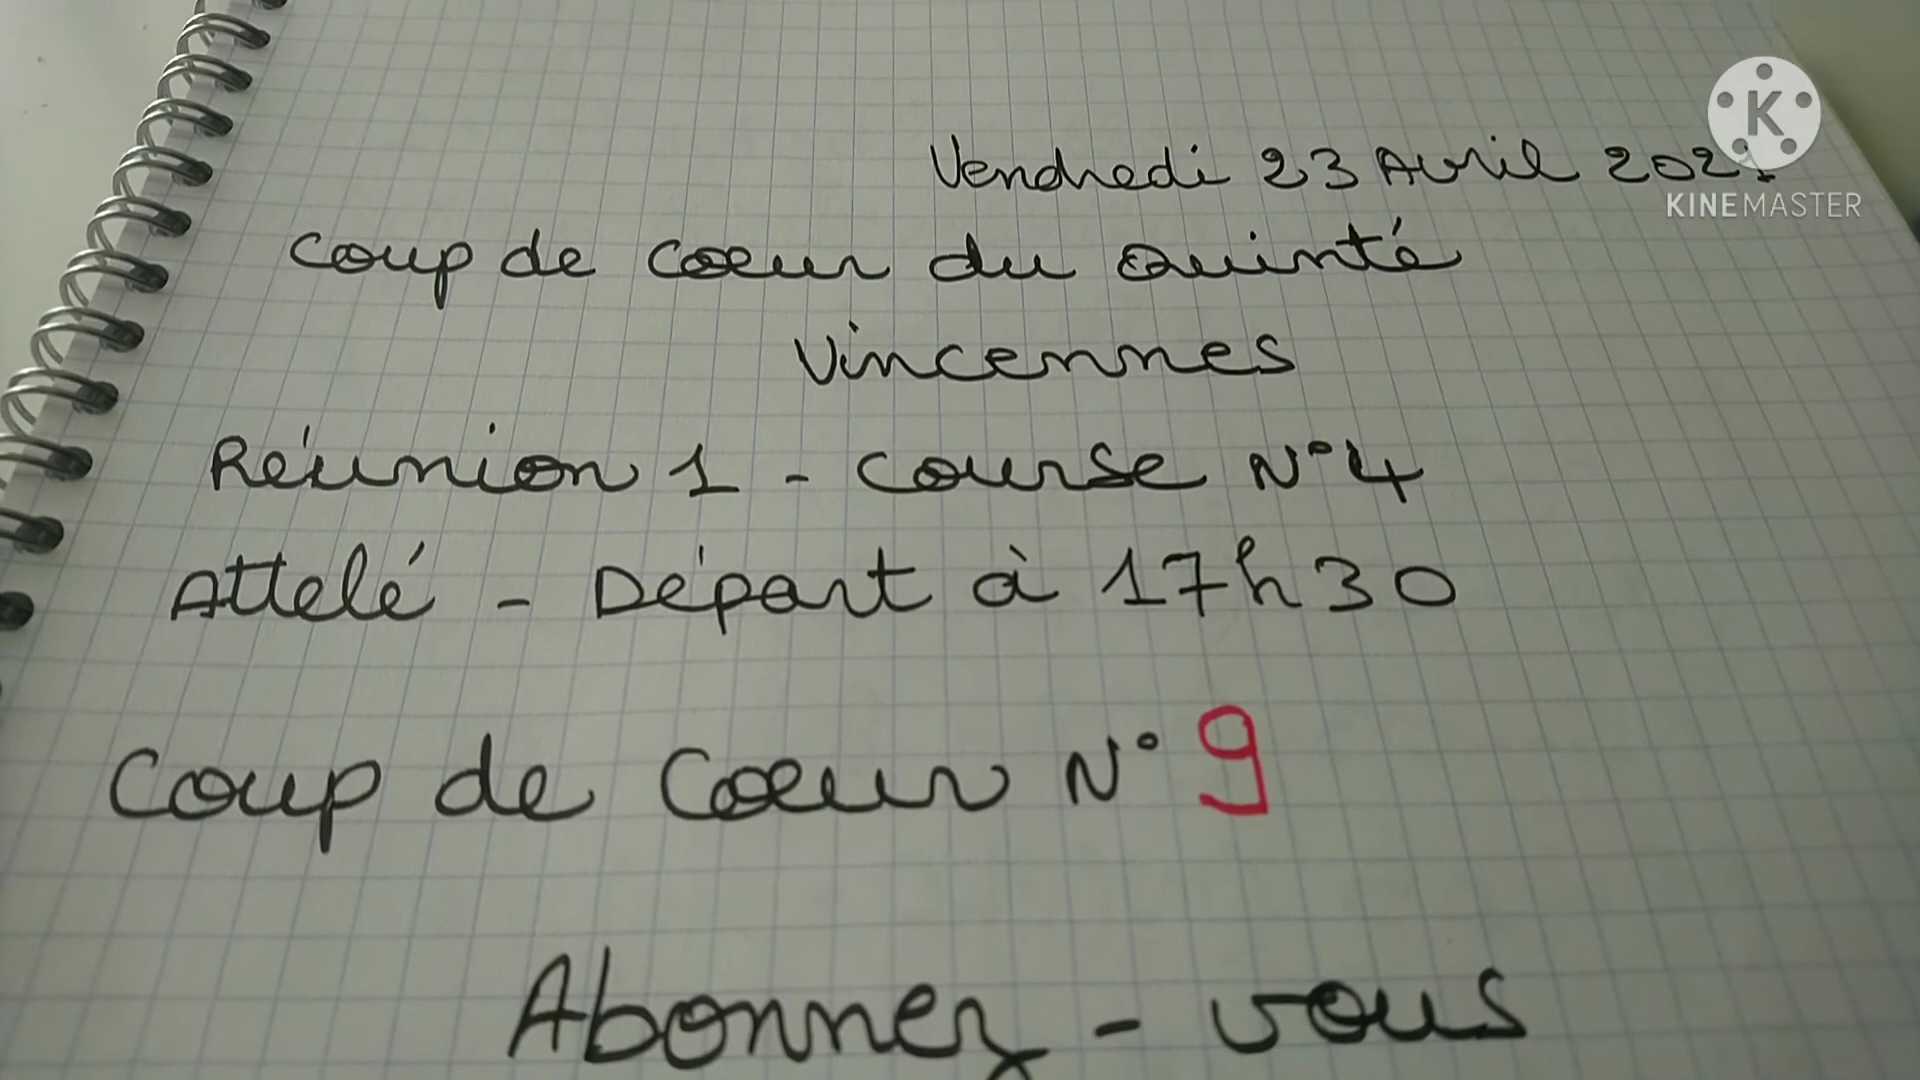 Vendredi 23 Avril 2021
Coup de coeur du Quinté
Vincennes
Réunion 1 - Course N°4
Attelé - Départ à 17h30
Coup de Coeur N° 9
Abonnez-vous
K
KINEMASTER